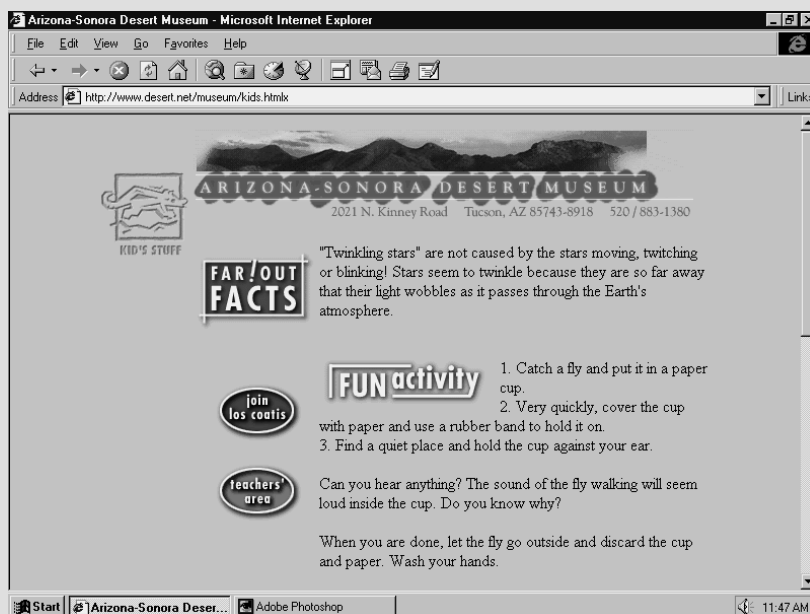 Arizona-Sonora Desert Museum - Microsoft Internet Explorer
File Edit View Go Favorites Help
Address http://www.desert.net/museum/kids.htmlx Links
ARIZONA-SONORA DESERT MUSEUM
2021 N. Kinney Road Tucson, AZ 85743-8918 520 / 883-1380
KID'S STUFF
FAR!OUT
FACTS
"Twinkling stars" are not caused by the stars moving, twitching
or blinking! Stars seem to twinkle because they are so far away
that their light wobbles as it passes through the Earth's
atmosphere.
FUN activity
1. Catch a fly and put it in a paper
cup.
2. Very quickly, cover the cup
with paper and use a rubber band to hold it on.
3. Find a quiet place and hold the cup against your ear.
join
los coatis
Can you hear anything? The sound of the fly walking will seem
loud inside the cup. Do you know why?
teachers'
area
When you are done, let the fly go outside and discard the cup
and paper. Wash your hands.
Start Arizona-Sonora Deser... Adobe Photoshop 11:47 AM